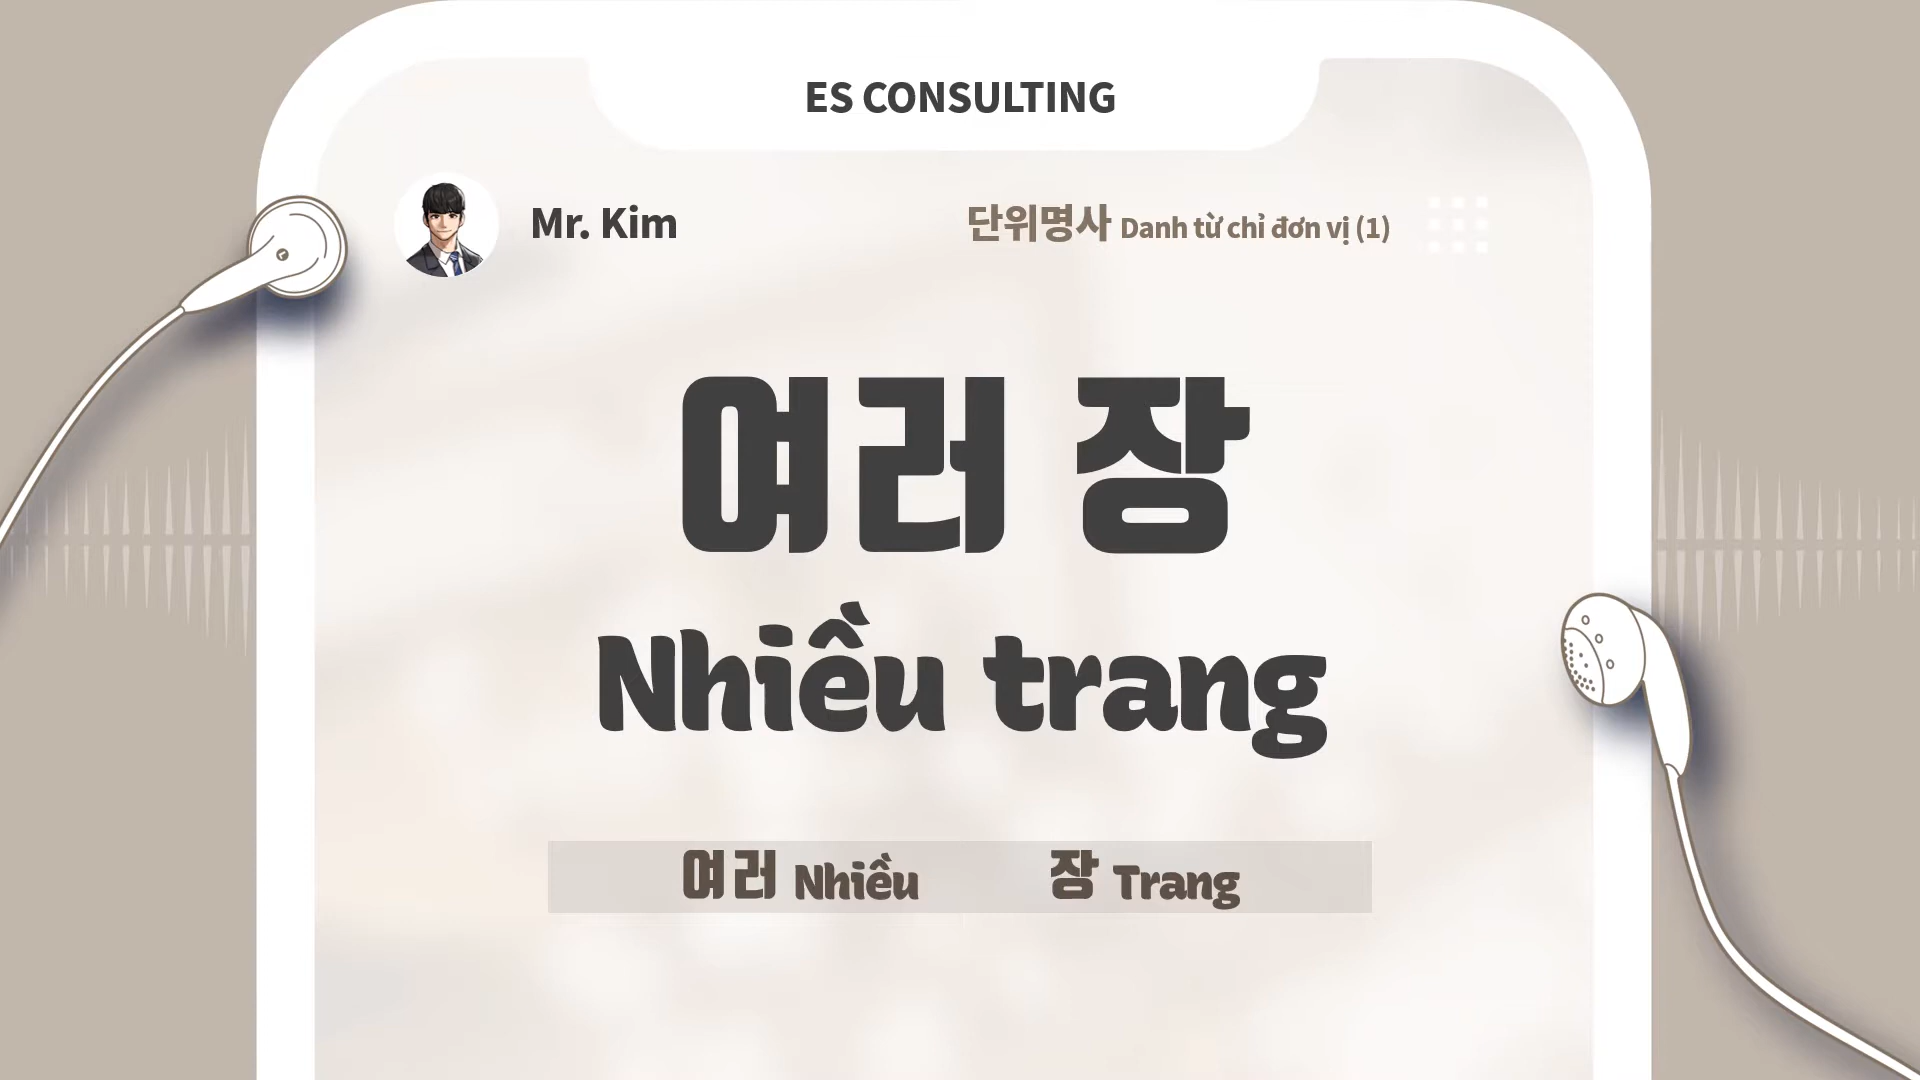 ES CONSULTING
Mr. Kim
단위명사 Danh từ chỉ đơn vị (1)
여러 장
Nhiều trang
여러 Nhiều 장 Trang